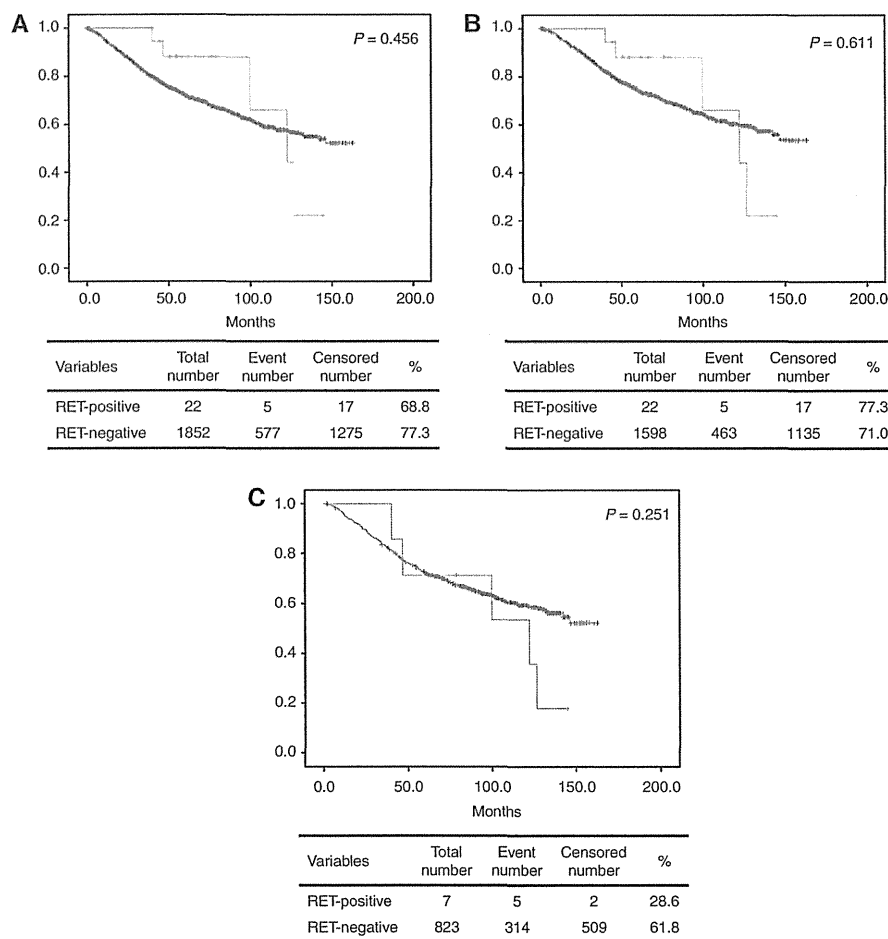 A
P = 0.456
1.0
0.8
0.6
0.4
0.2
0.0
0.0 50.0 100.0 150.0 200.0
Months
Variables Total number Event number Censored number %
RET-positive 22 5 17 68.8
RET-negative 1852 577 1275 77.3
B
P = 0.611
1.0
0.8
0.6
0.4
0.2
0.0
0.0 50.0 100.0 150.0 200.0
Months
Variables Total number Event number Censored number %
RET-positive 22 5 17 77.3
RET-negative 1598 463 1135 71.0
C
P = 0.251
1.0
0.8
0.6
0.4
0.2
0.0
0.0 50.0 100.0 150.0 200.0
Months
Variables Total number Event number Censored number %
RET-positive 7 5 2 28.6
RET-negative 823 314 509 61.8